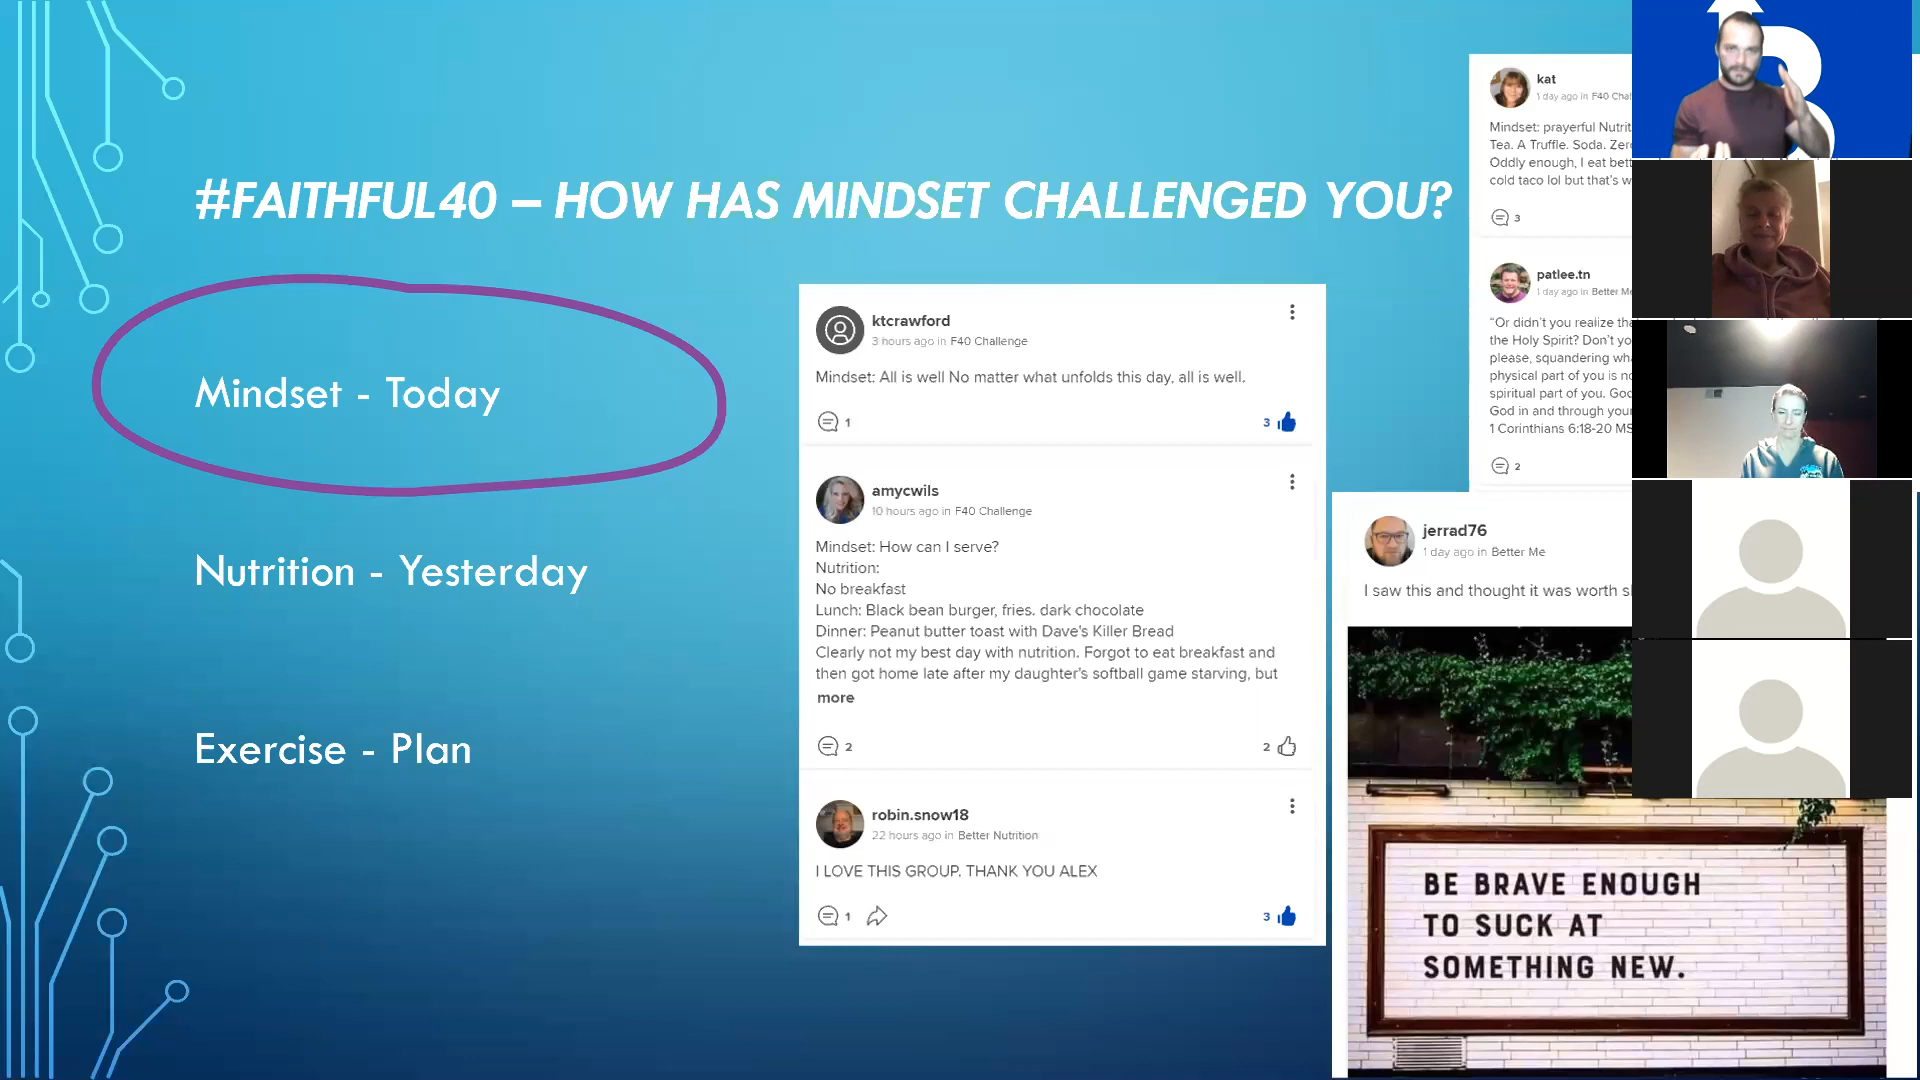 #FAITHFUL40 – HOW HAS MINDSET CHALLENGED YOU?
Mindset - Today
Nutrition - Yesterday
Exercise - Plan
ktcrawford
3 hours ago in F40 Challenge
Mindset: All is well No matter what unfolds this day, all is well.
1
3
amycwils
10 hours ago in F40 Challenge
Mindset: How can I serve?
Nutrition:
No breakfast
Lunch: Black bean burger, fries. dark chocolate
Dinner: Peanut butter toast with Dave's Killer Bread
Clearly not my best day with nutrition. Forgot to eat breakfast and
then got home late after my daughter's softball game starving, but
more
2
2
robin.snow18
22 hours ago in Better Nutrition
I LOVE THIS GROUP. THANK YOU ALEX
1
3
kat
1 day ago in F40
Mindset: prayerful
Tea. A Truffle. Soda.
Oddly enough, I eat
cold taco lol but that's
3
patlee.tn
1 day ago in Better
"Or didn't you realize
the Holy Spirit? Don't
please, squandering
physical part of you is
spiritual part of you.
God in and through
1 Corinthians 6:18-20
2
jerrad76
1 day ago in Better Me
I saw this and thought it was worth
BE BRAVE ENOUGH
TO SUCK AT
SOMETHING NEW.